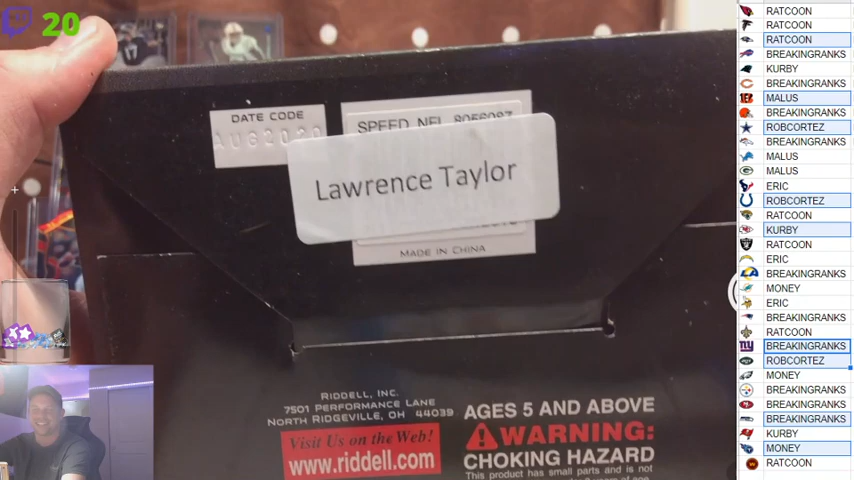 20
DATE CODE
AUG2020
SPEED NFL 8056087
Lawrence Taylor
MADE IN CHINA
RIDDELL, INC.
7501 PERFORMANCE LANE
NORTH RIDGEVILLE, OH 44039
Visit Us on the Web!
www.riddell.com
AGES 5 AND ABOVE
WARNING:
CHOKING HAZARD
This product has small parts and is not
RATCOON
RATCOON
RATCOON
BREAKINGRANKS
KURBY
BREAKINGRANKS
MALUS
BREAKINGRANKS
ROBCORTEZ
BREAKINGRANKS
MALUS
MALUS
ERIC
ROBCORTEZ
RATCOON
KURBY
RATCOON
ERIC
BREAKINGRANKS
MONEY
ERIC
BREAKINGRANKS
RATCOON
BREAKINGRANKS
ROBCORTEZ
MONEY
BREAKINGRANKS
BREAKINGRANKS
BREAKINGRANKS
KURBY
MONEY
RATCOON